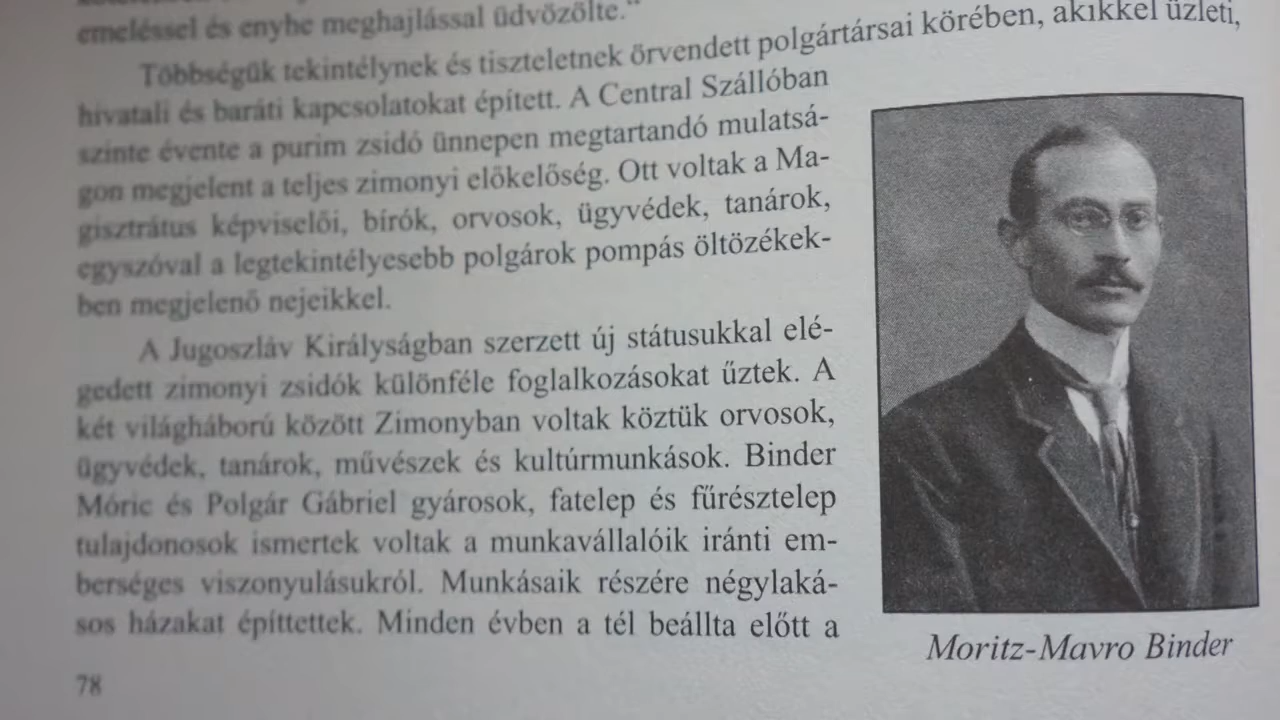 emeléssel és enyhe meghajlással üdvözölte."
Többségük tekintélynek és tiszteletnek örvendett polgártársai körében, akikkel üzleti,
hivatali és baráti kapcsolatokat épített. A Central Szállóban
szinte évente a purim zsidó ünnepen megtartandó mulatsá-
gon megjelent a teljes zimonyi előkelőség. Ott voltak a Ma-
gisztrátus képviselői, bírók, orvosok, ügyvédek, tanárok,
egyszóval a legtekintélyesebb polgárok pompás öltözékek-
ben megjelenő nejeikkel.
A Jugoszláv Királyságban szerzett új státusukkal elé-
gedett zimonyi zsidók különféle foglalkozásokat űztek. A
két világháború között Zimonyban voltak köztük orvosok,
ügyvédek, tanárok, művészek és kultúrmunkások. Binder
Móric és Polgár Gábriel gyárosok, fatelep és fűrésztelep
tulajdonosok ismertek voltak a munkavállalóik iránti em-
berséges viszonyulásukról. Munkásaik részére négylaká-
sos házakat építtettek. Minden évben a tél beállta előtt a
Moritz-Mavro Binder
78